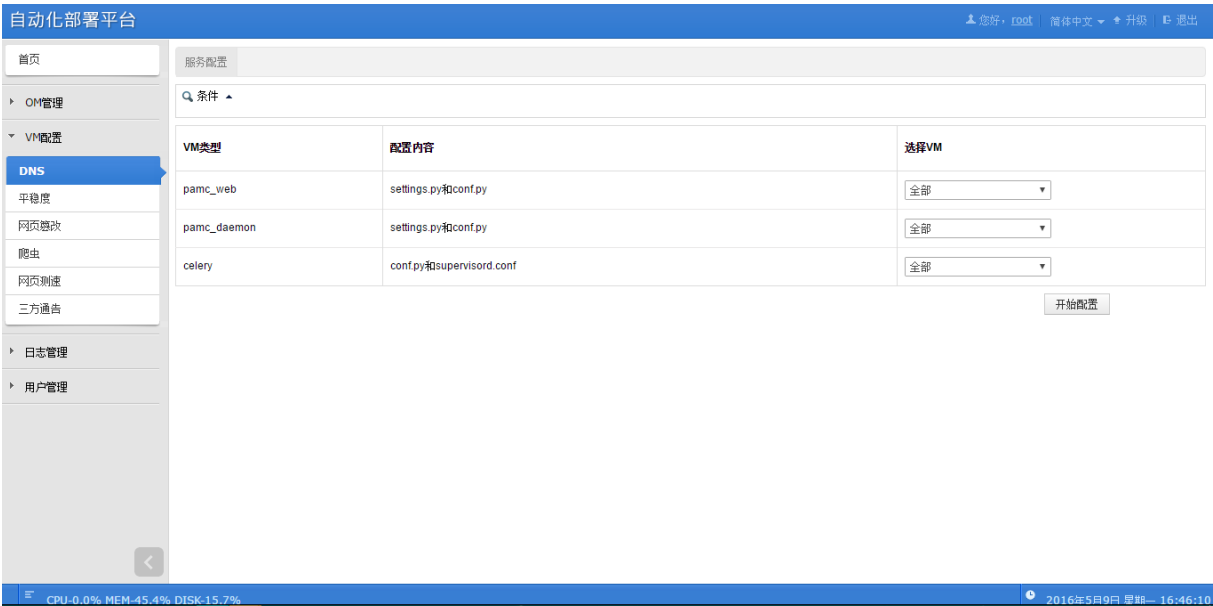 自动化部署平台
您好，root 简体中文 升级 退出
首页
OM管理
VM配置
DNS
平稳度
网页篡改
爬虫
网页测速
三方通告
日志管理
用户管理
服务配置
条件
VM类型 配置内容 选择VM
pamc_web settings.py和conf.py 全部
pamc_daemon settings.py和conf.py 全部
celery conf.py和supervisord.conf 全部
开始配置
CPU-0.0% MEM-45.4% DISK-15.7%
2016年5月9日 星期一 16:46:10